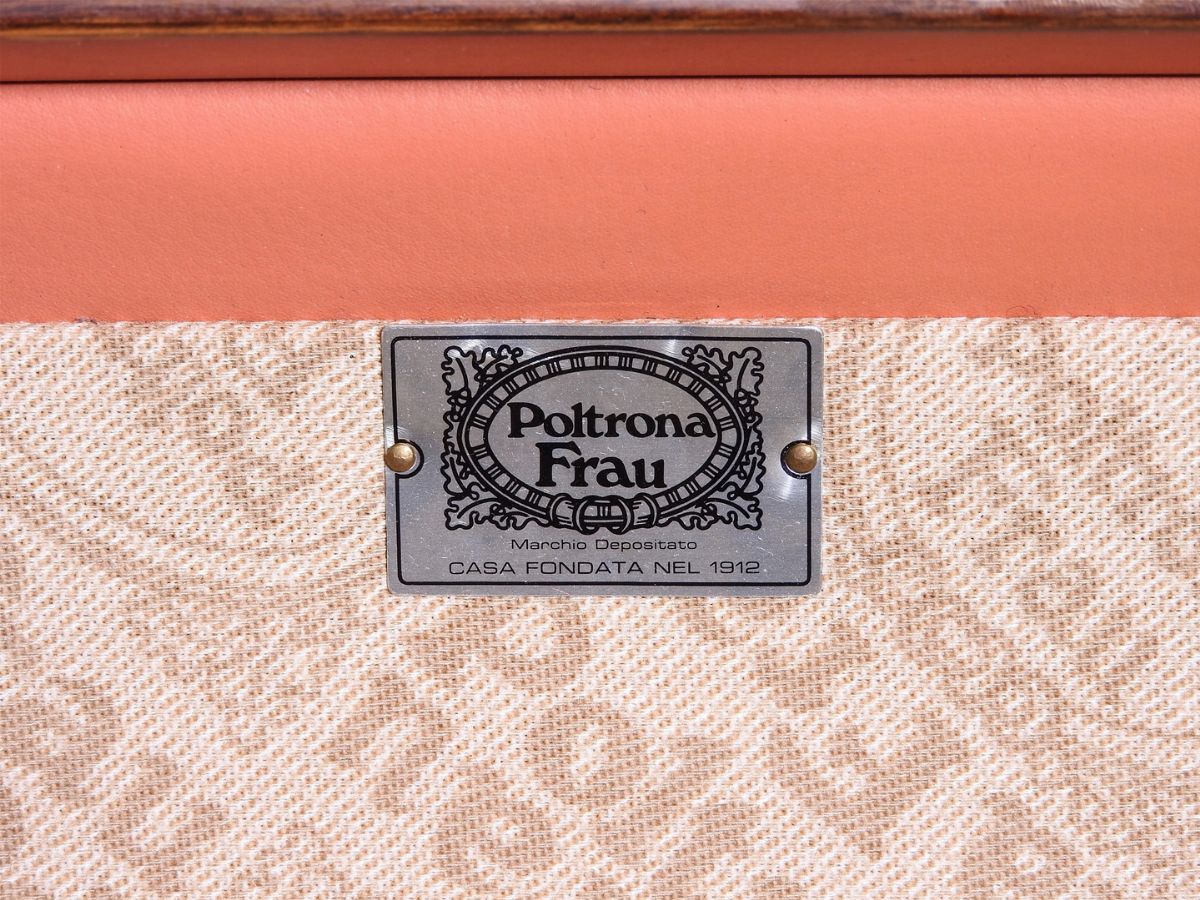 Poltrona
Frau
Marchio Depositato
CASA FONDATA NEL 1912